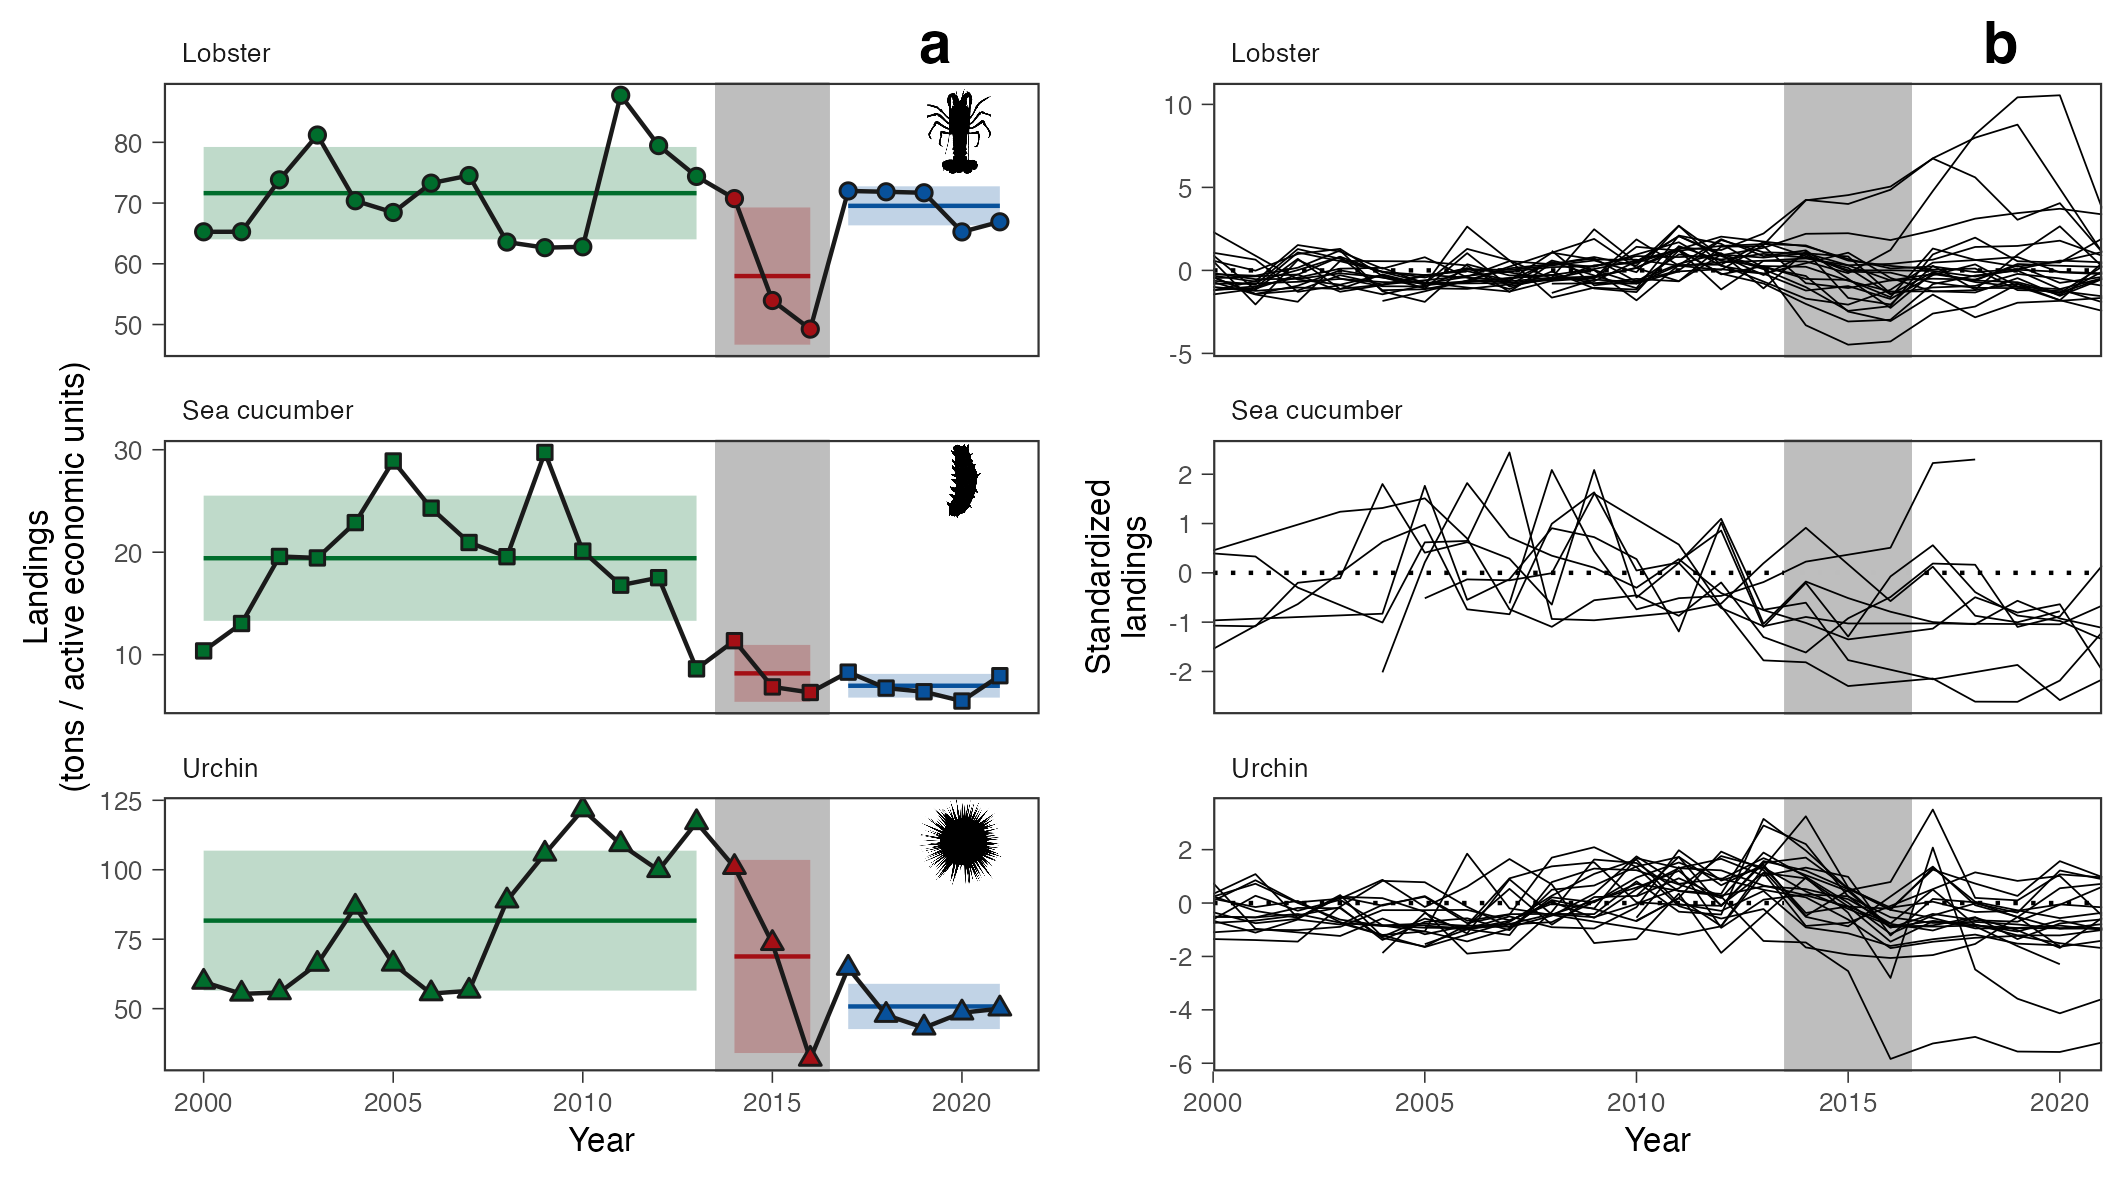 a
Lobster
80
70
60
50
Sea cucumber
30
20
10
Urchin
125
100
75
50
2000 2005 2010 2015 2020
Year
Landings
(tons / active economic units)
b
Lobster
10
5
0
-5
Sea cucumber
2
1
0
-1
-2
Urchin
2
0
-2
-4
-6
2000 2005 2010 2015 2020
Year
Standardized
landings